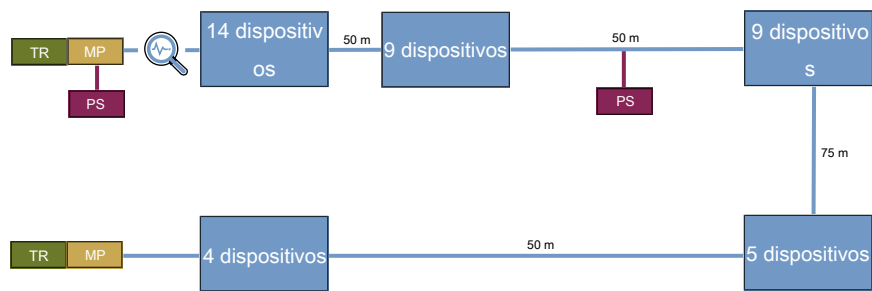 TR
MP
PS
14 dispositiv
os
50 m
9 dispositivos
50 m
PS
9 dispositivo
s
75 m
TR
MP
4 dispositivos
50 m
5 dispositivos